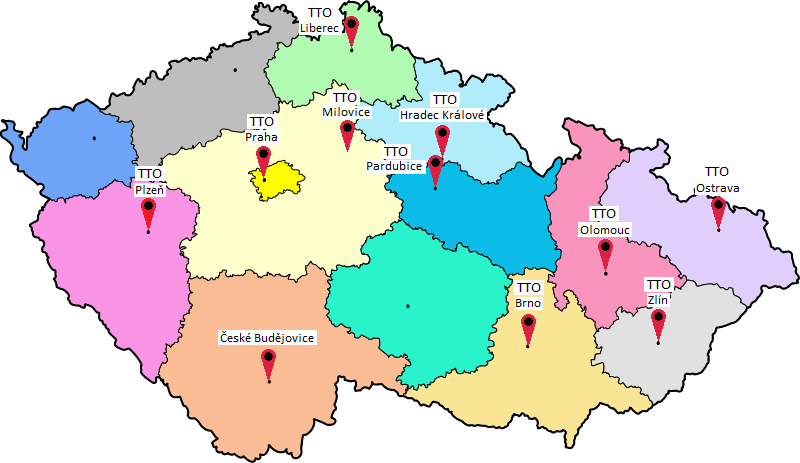 TTO
Liberec
TTO
Milovice
TTO
Hradec Králové
TTO
Praha
TTO
Pardubice
TTO
Plzeň
TTO
Ostrava
TTO
Olomouc
TTO
Zlín
TTO
Brno
České Budějovice